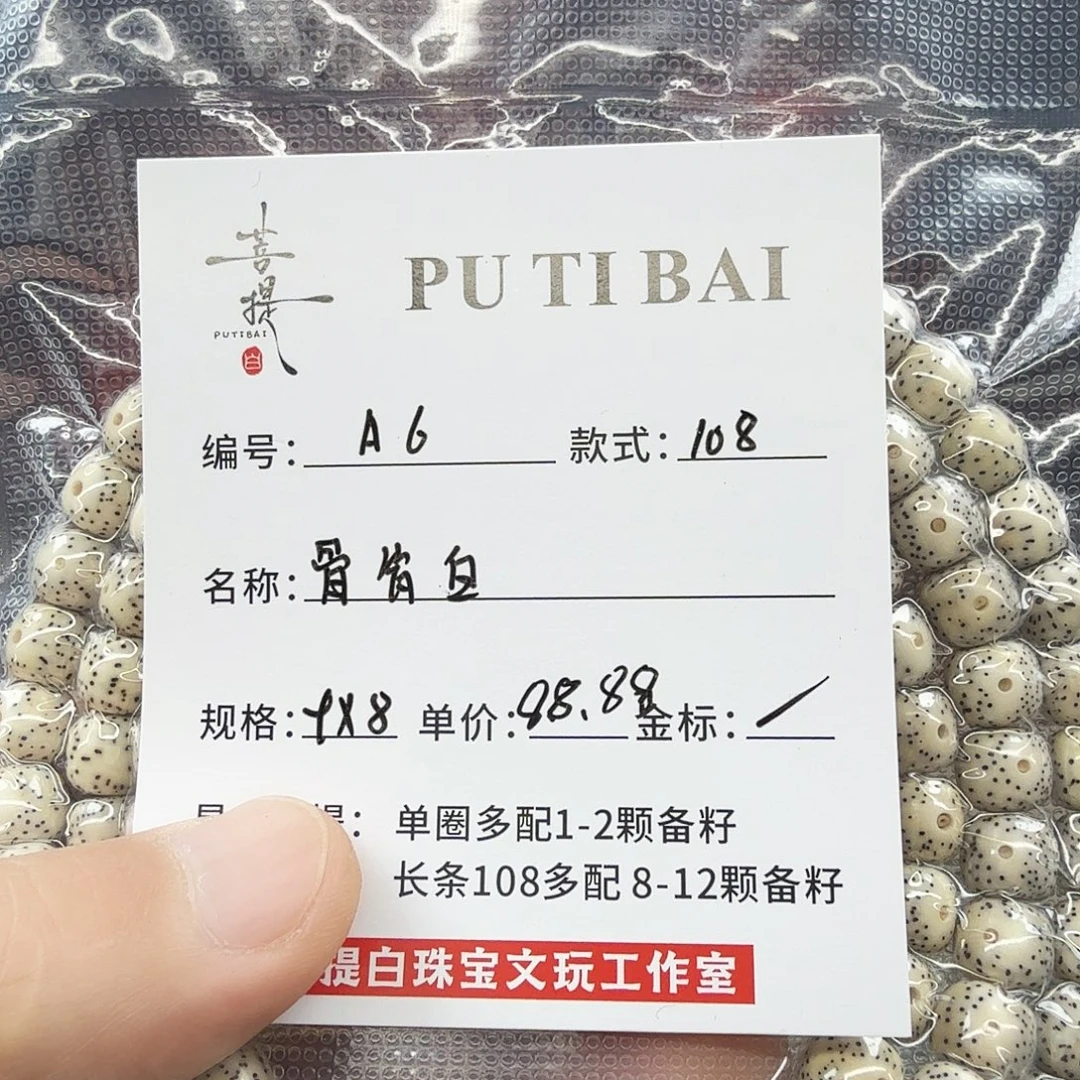 菩提
PUTIBAI
白
PU TI BAI
编号：A6 款式：108
名称：骨脊白
规格：9X8 单价：98.88 金标：/
单圈多配1-2颗备籽
长条108多配8-12颗备籽
提白珠宝文玩工作室